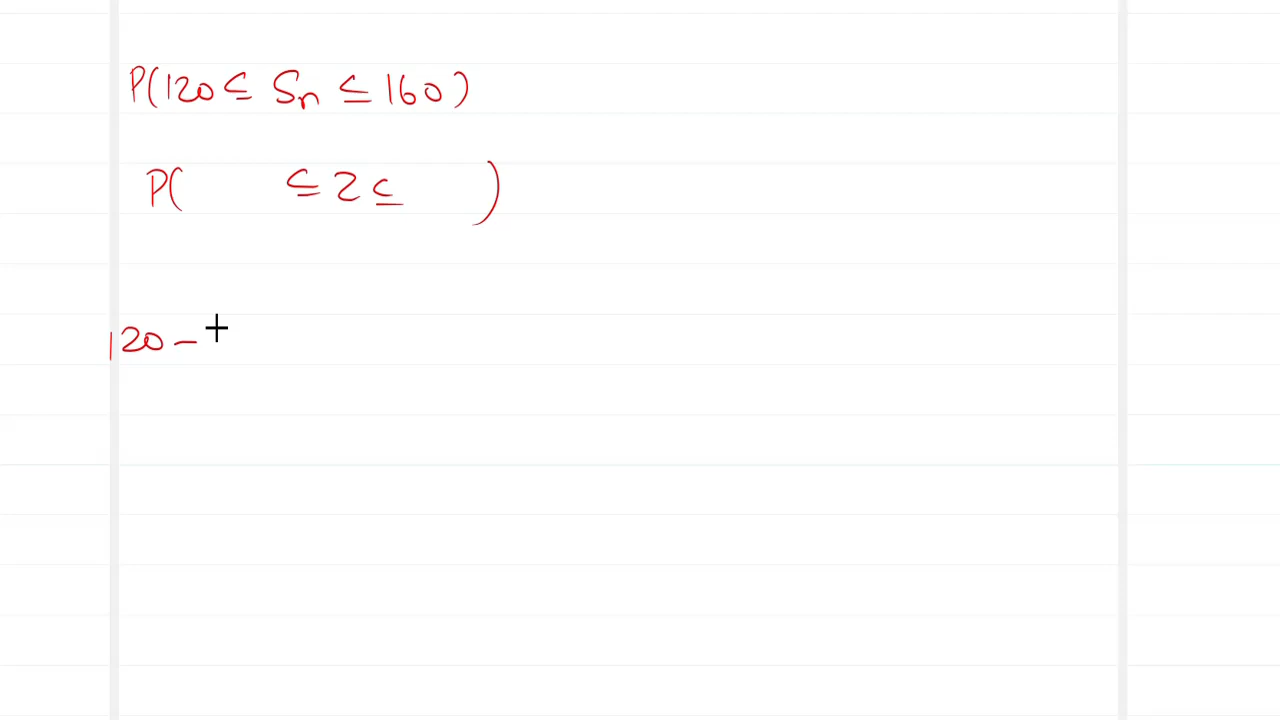 P(120 ≤ Sn ≤ 160)
P( ≤ Z ≤ )
120 -